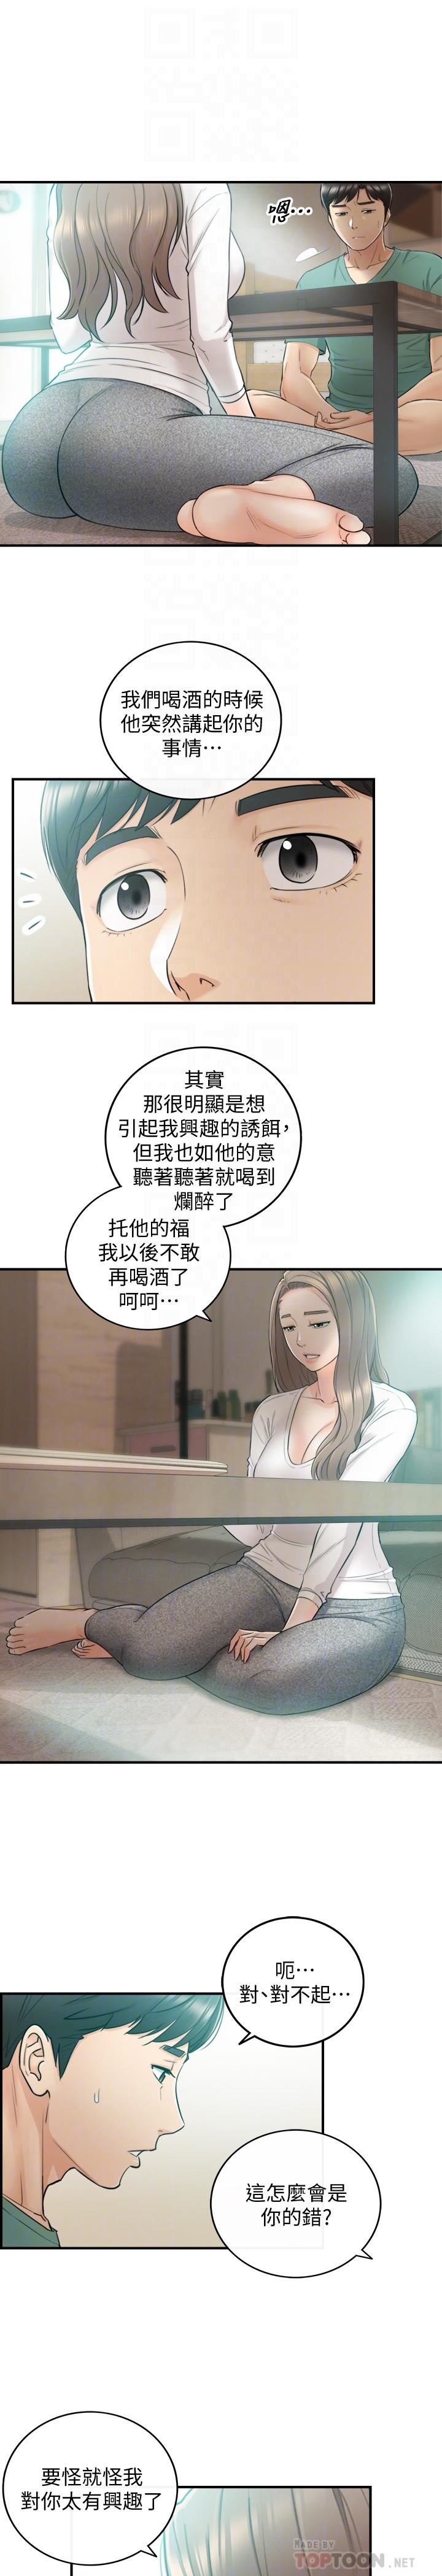 嗯…
我們喝酒的時候
他突然講起你的
事情…
其實
那很明顯是想
引起我興趣的誘餌，
但我也如他的意
聽著聽著就喝到
爛醉了
托他的福
我以後不敢
再喝酒了
呵呵…
呃…
對、對不起…
這怎麼會是
你的錯?
要怪就怪我
對你太有興趣了
MADE BY
TOPTOON.NET